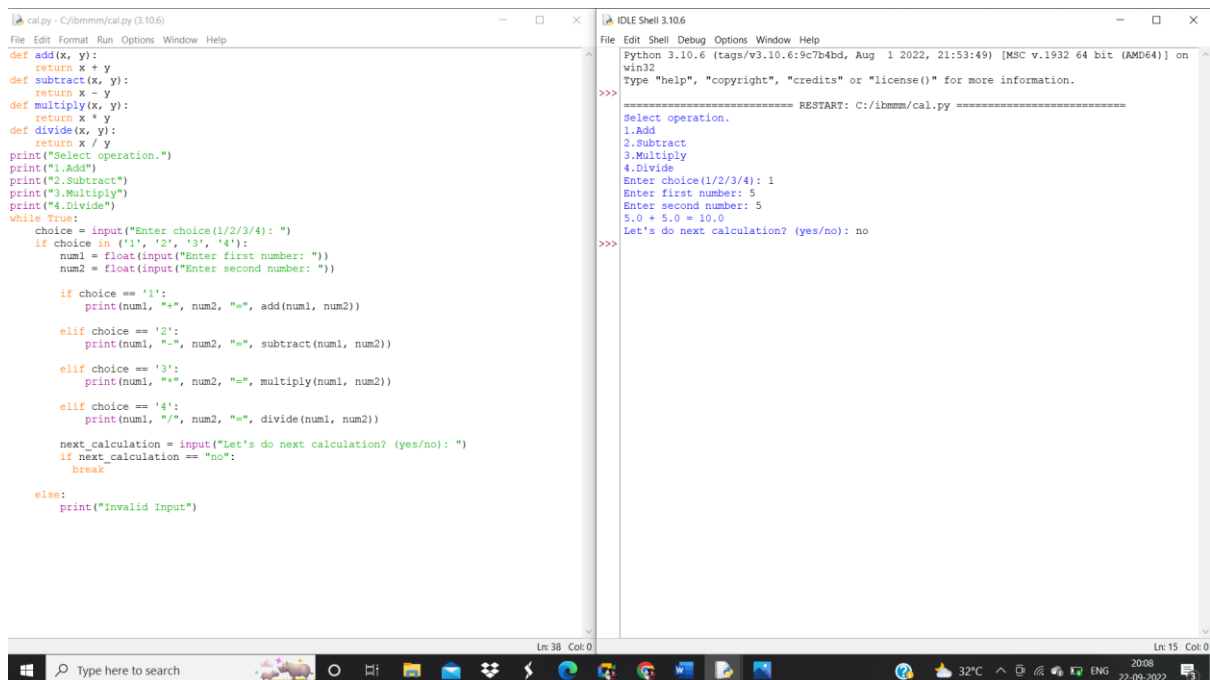 cal.py - C:/ibmmm/cal.py (3.10.6)
File Edit Format Run Options Window Help
def add(x, y):
    return x + y
def subtract(x, y):
    return x - y
def multiply(x, y):
    return x * y
def divide(x, y):
    return x / y
print("Select operation.")
print("1.Add")
print("2.Subtract")
print("3.Multiply")
print("4.Divide")
while True:
    choice = input("Enter choice(1/2/3/4): ")
    if choice in ('1', '2', '3', '4'):
        num1 = float(input("Enter first number: "))
        num2 = float(input("Enter second number: "))
        if choice == '1':
            print(num1, "+", num2, "=", add(num1, num2))
        elif choice == '2':
            print(num1, "-", num2, "=", subtract(num1, num2))
        elif choice == '3':
            print(num1, "*", num2, "=", multiply(num1, num2))
        elif choice == '4':
            print(num1, "/", num2, "=", divide(num1, num2))
        next_calculation = input("Let's do next calculation? (yes/no): ")
        if next_calculation == "no":
          break
    else:
        print("Invalid Input")
Ln: 38 Col: 0
IDLE Shell 3.10.6
File Edit Shell Debug Options Window Help
Python 3.10.6 (tags/v3.10.6:9c7b4bd, Aug  1 2022, 21:53:49) [MSC v.1932 64 bit (AMD64)] on
win32
Type "help", "copyright", "credits" or "license()" for more information.
>>>
=========================== RESTART: C:/ibmmm/cal.py ===========================
Select operation.
1.Add
2.Subtract
3.Multiply
4.Divide
Enter choice(1/2/3/4): 1
Enter first number: 5
Enter second number: 5
5.0 + 5.0 = 10.0
Let's do next calculation? (yes/no): no
>>>
Ln: 15 Col: 0
Type here to search
32°C
ENG
20:08
22-09-2022
3